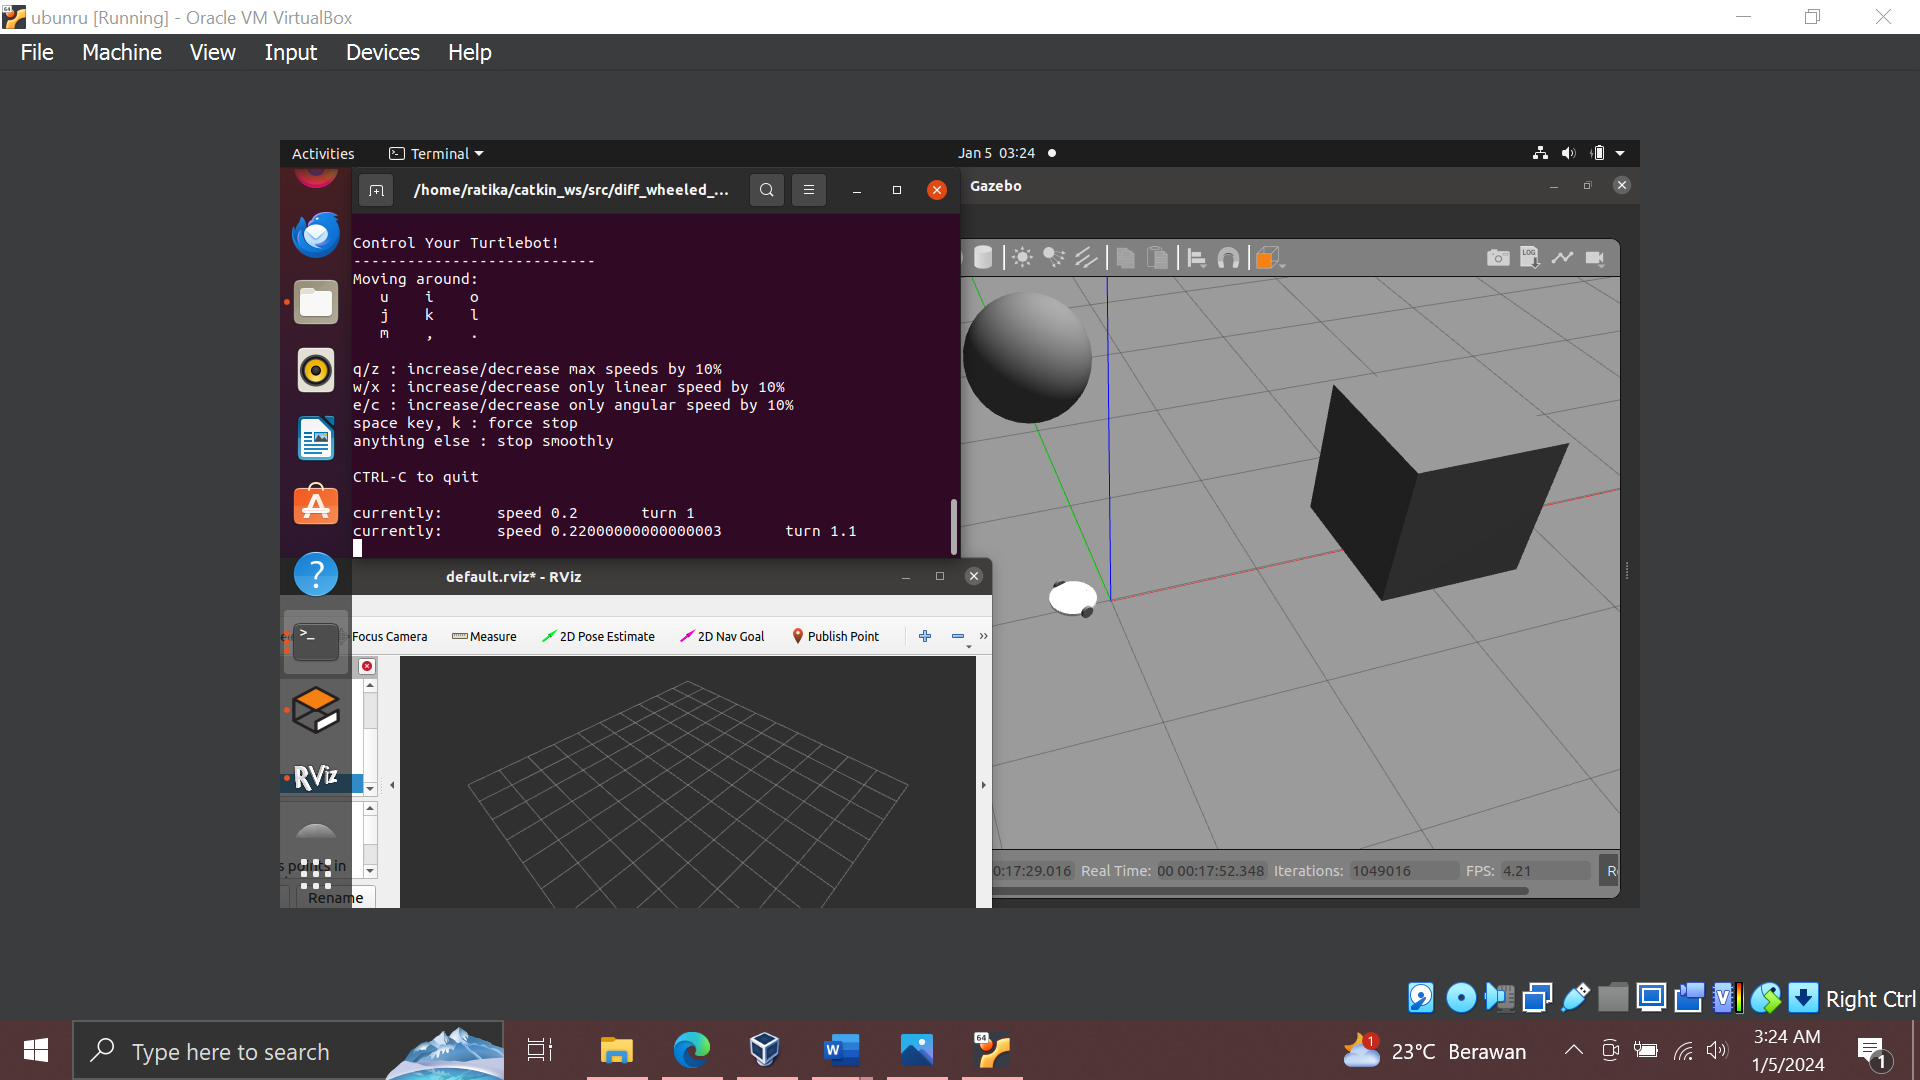 ubunru [Running] - Oracle VM VirtualBox
File Machine View Input Devices Help
Activities Terminal Jan 5 03:24
/home/ratika/catkin_ws/src/diff_wheeled_...
Gazebo
Control Your Turtlebot!
---------------------------
Moving around:
u i o
j k l
m , .
q/z : increase/decrease max speeds by 10%
w/x : increase/decrease only linear speed by 10%
e/c : increase/decrease only angular speed by 10%
space key, k : force stop
anything else : stop smoothly
CTRL-C to quit
currently: speed 0.2 turn 1
currently: speed 0.22000000000000003 turn 1.1
LOG
default.rviz* - RViz
Focus Camera Measure 2D Pose Estimate 2D Nav Goal Publish Point
RViz
s points in
Rename
0:17:29.016 Real Time: 00 00:17:52.348 Iterations: 1049016 FPS: 4.21
Right Ctrl
Type here to search
23°C Berawan
3:24 AM
1/5/2024
1